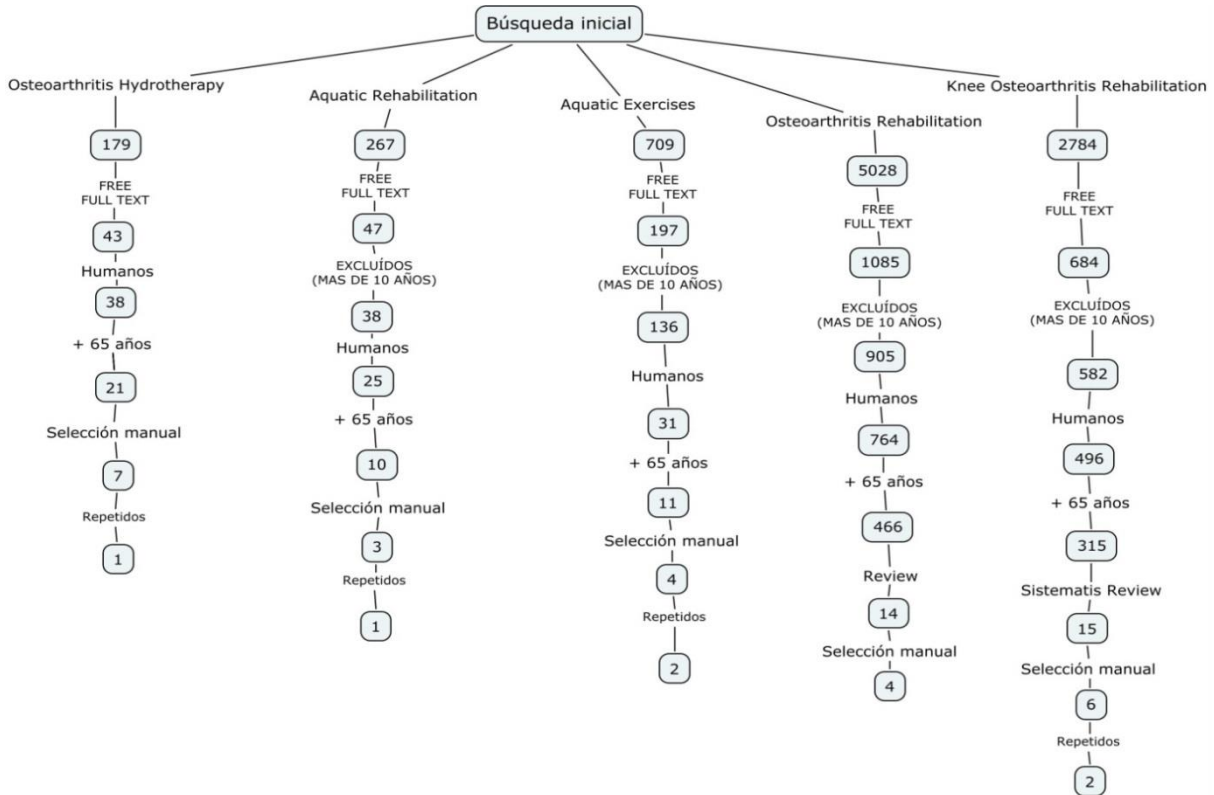 Búsqueda inicial
Osteoarthritis Hydrotherapy
179
FREE
FULL TEXT
43
Humanos
38
+ 65 años
21
Selección manual
7
Repetidos
1
Aquatic Rehabilitation
267
FREE
FULL TEXT
47
EXCLUÍDOS
(MAS DE 10 AÑOS)
38
Humanos
25
+ 65 años
10
Selección manual
3
Repetidos
1
Aquatic Exercises
709
FREE
FULL TEXT
197
EXCLUÍDOS
(MAS DE 10 AÑOS)
136
Humanos
31
+ 65 años
11
Selección manual
4
Repetidos
2
Osteoarthritis Rehabilitation
5028
FREE
FULL TEXT
1085
EXCLUÍDOS
(MAS DE 10 AÑOS)
905
Humanos
764
+ 65 años
466
Review
14
Selección manual
4
Knee Osteoarthritis Rehabilitation
2784
FREE
FULL TEXT
684
EXCLUÍDOS
(MAS DE 10 AÑOS)
582
Humanos
496
+ 65 años
315
Sistematis Review
15
Selección manual
6
Repetidos
2